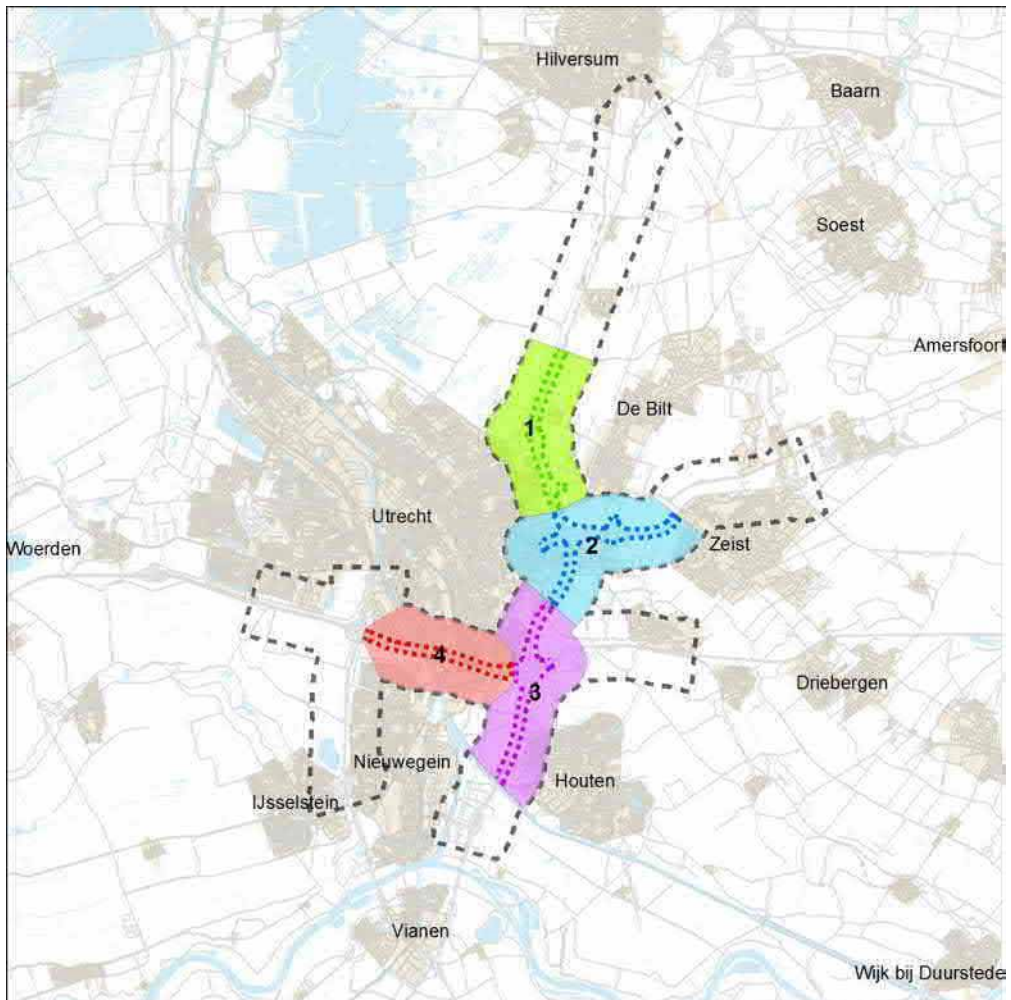 Hilversum
Baarn
Soest
Amersfoort
De Bilt
1
Utrecht
2
Zeist
Woerden
4
3
Driebergen
Nieuwegein
Houten
IJsselstein
Vianen
Wijk bij Duurstede